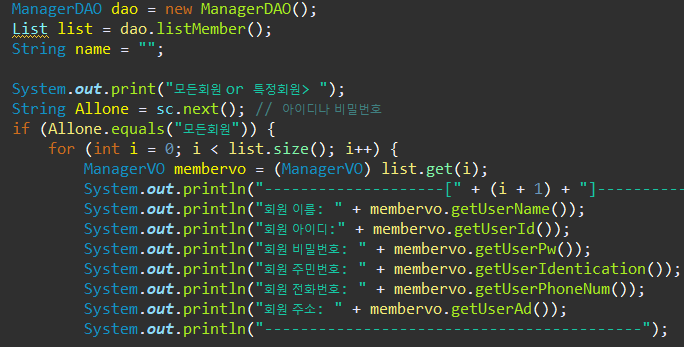 ManagerDAO dao = new ManagerDAO();
List list = dao.listMember();
String name = "";
System.out.print("모든회원 or 특정회원> ");
String Allone = sc.next(); // 아이디나 비밀번호
if (Allone.equals("모든회원")) {
for (int i = 0; i < list.size(); i++) {
ManagerVO membervo = (ManagerVO) list.get(i);
System.out.println("--------------------[" + (i + 1) + "]----------
System.out.println("회원 이름: " + membervo.getUserName());
System.out.println("회원 아이디:" + membervo.getUserId());
System.out.println("회원 비밀번호: " + membervo.getUserPw());
System.out.println("회원 주민번호: " + membervo.getUserIdentication());
System.out.println("회원 전화번호: " + membervo.getUserPhoneNum());
System.out.println("회원 주소: " + membervo.getUserAd());
System.out.println("------------------------------------------");